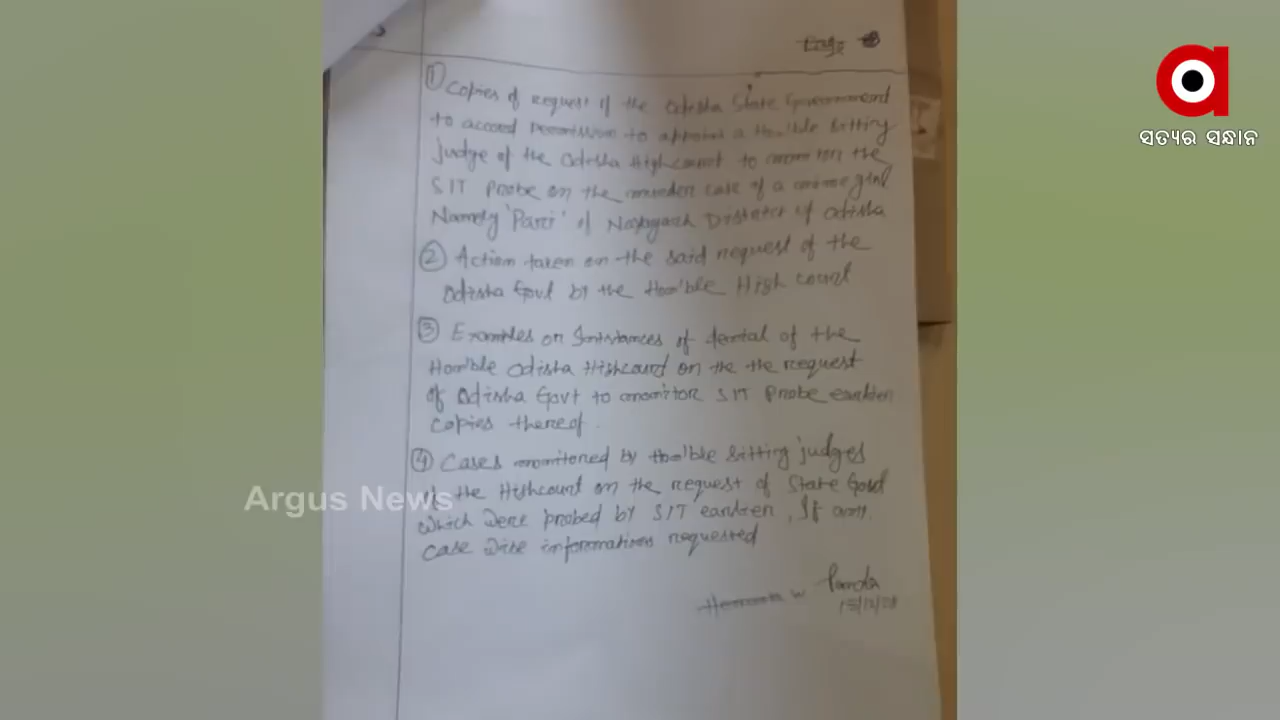 ସତ୍ୟର ସନ୍ଧାନ
① Copies of request of the Odisha State Government
to accord permission to appoint a Hon'ble Sitting
Judge of the Odisha Highcourt to monitor the
SIT Probe on the murder case of a minor girl
Namely 'Pari' of Nayagarh District of Odisha
② Action taken on the said request of the
Odisha Govt by the Hon'ble High court
③ Examples or Instances of denial of the
Hon'ble Odisha Highcourt on the the request
of Odisha Govt to monitor SIT Probe earlier
copies thereof.
④ Cases monitored by Hon'ble Sitting judges
of the Highcourt on the request of State Govt
which were probed by SIT earlier, If any.
Case wise informations requested
Panda
Argus News